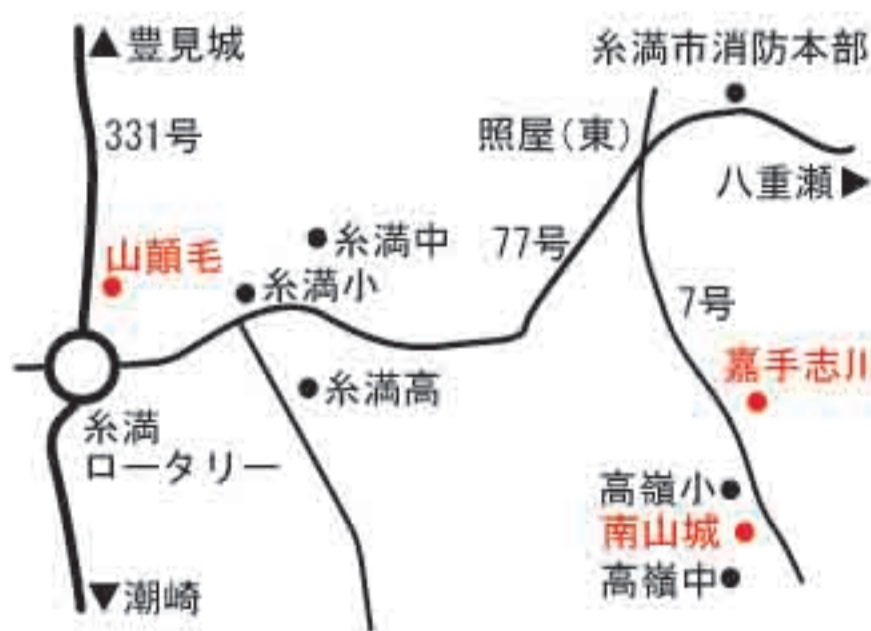 ▲豊見城
糸満市消防本部
331号
照屋(東)
八重瀬▶
山顛毛
糸満中
77号
糸満小
7号
嘉手志川
糸満高
糸満
ロータリー
高嶺小
南山城
高嶺中
▼潮崎